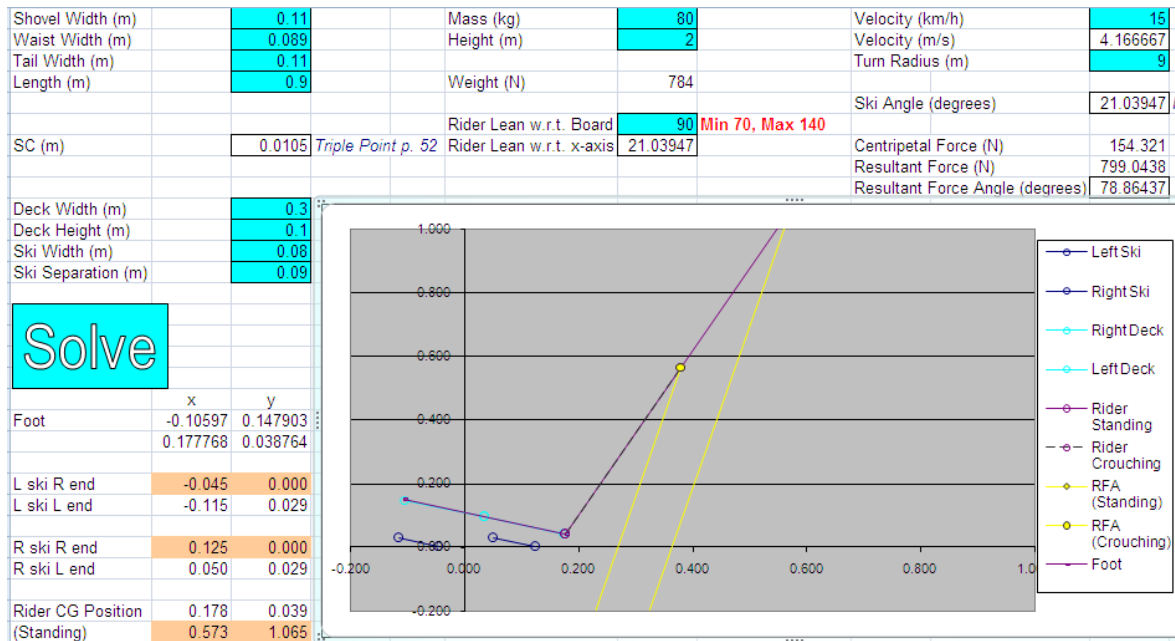 Shovel Width (m) 0.11 Mass (kg) 80 Velocity (km/h) 15
Waist Width (m) 0.089 Height (m) 2 Velocity (m/s) 4.166667
Tail Width (m) 0.11 Turn Radius (m) 9
Length (m) 0.9 Weight (N) 784
Ski Angle (degrees) 21.03947
Rider Lean w.r.t. Board 90 Min 70, Max 140
SC (m) 0.0105 Triple Point p. 52 Rider Lean w.r.t. x-axis 21.03947 Centripetal Force (N) 154.321
Resultant Force (N) 799.0438
Resultant Force Angle (degrees) 78.86437
Deck Width (m) 0.3
Deck Height (m) 0.1
Ski Width (m) 0.08
Ski Separation (m) 0.09
Solve
x y
Foot -0.10597 0.147903
0.177768 0.038764
L ski R end -0.045 0.000
L ski L end -0.115 0.029
R ski R end 0.125 0.000
R ski L end 0.050 0.029
Rider CG Position 0.178 0.039
(Standing) 0.573 1.065
1.000
0.800
0.600
0.400
0.200
0.000
-0.200
-0.200 0.000 0.200 0.400 0.600 0.800 1.0
Left Ski
Right Ski
Right Deck
Left Deck
Rider
Standing
Rider
Crouching
RFA
(Standing)
RFA
(Crouching)
Foot